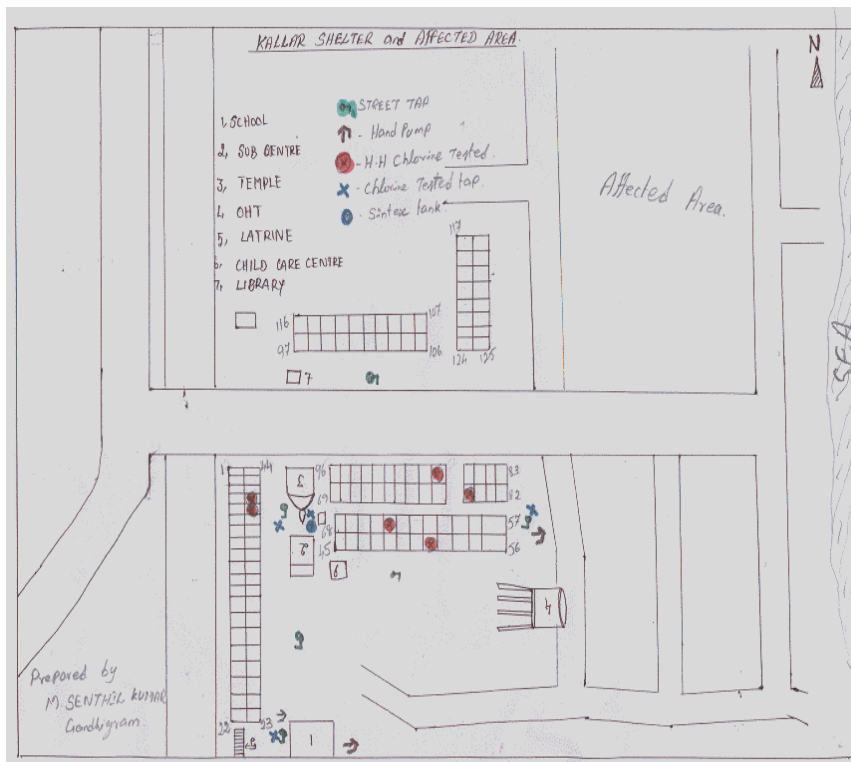 KALLAR SHELTER and AFFECTED AREA.
N
STREET TAP
1, SCHOOL
- Hand Pump
2, SUB CENTRE
- H.H Chlorine Tested.
3, TEMPLE
- Chlorine Tested tap.
4 OHT
- Sintex tank.
5, LATRINE
6, CHILD CARE CENTRE
7, LIBRARY
Affected Area.
SEA
117
116
107
97
106
124 125
7
1
44
3
96
83
69
82
68
57
45
56
2
6
4
Prepared by
M. SENTHIL KUMAR
Gandhigram.
22
23
5
1